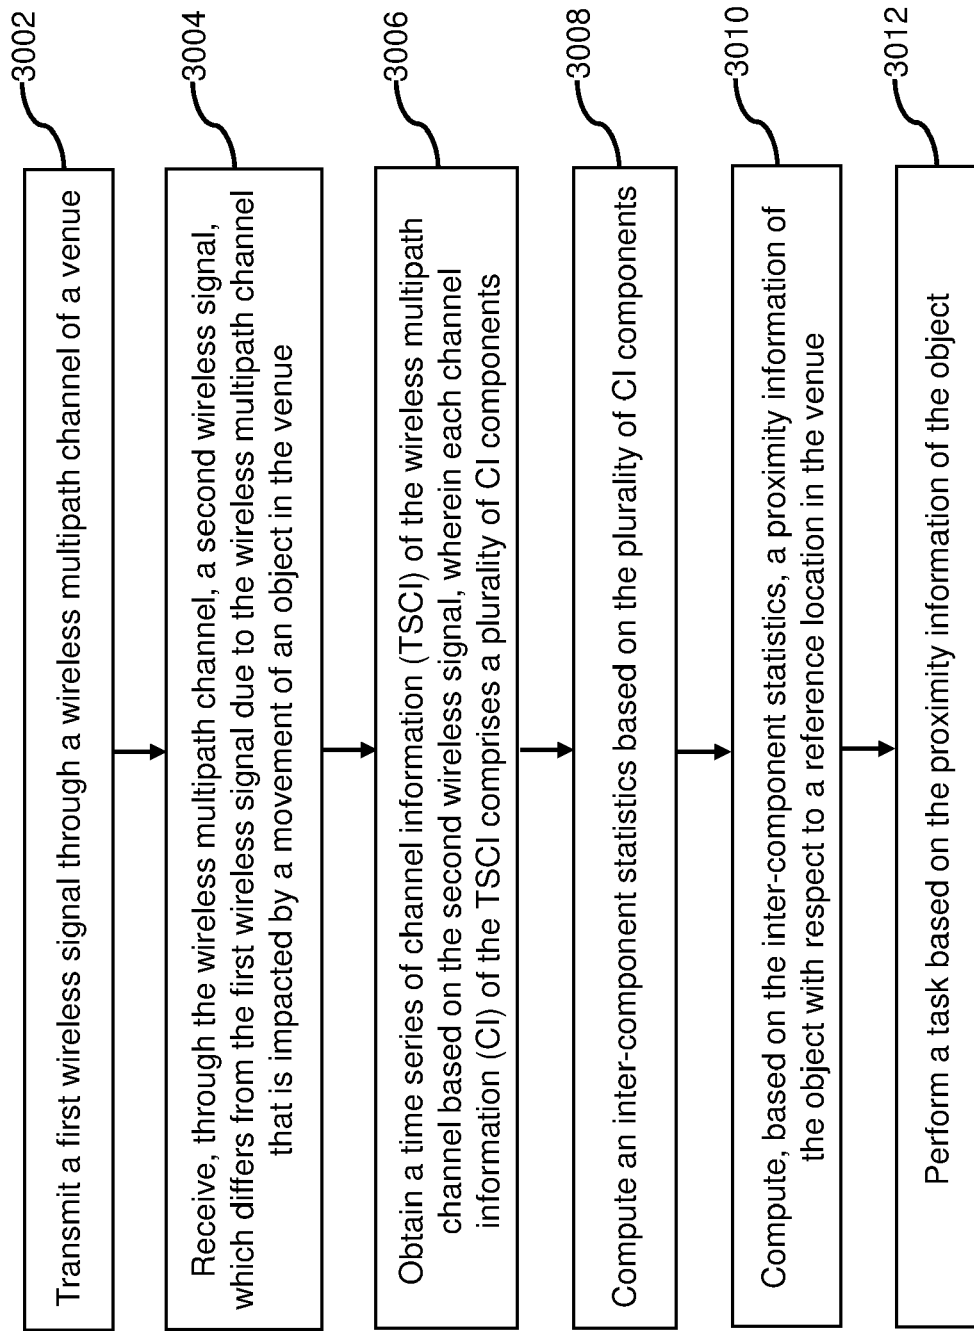 Transmit a first wireless signal through a wireless multipath channel of a venue
3002
Receive, through the wireless multipath channel, a second wireless signal,
which differs from the first wireless signal due to the wireless multipath channel
that is impacted by a movement of an object in the venue
3004
Obtain a time series of channel information (TSCI) of the wireless multipath
channel based on the second wireless signal, wherein each channel
information (CI) of the TSCI comprises a plurality of CI components
3006
Compute an inter-component statistics based on the plurality of CI components
3008
Compute, based on the inter-component statistics, a proximity information of
the object with respect to a reference location in the venue
3010
Perform a task based on the proximity information of the object
3012